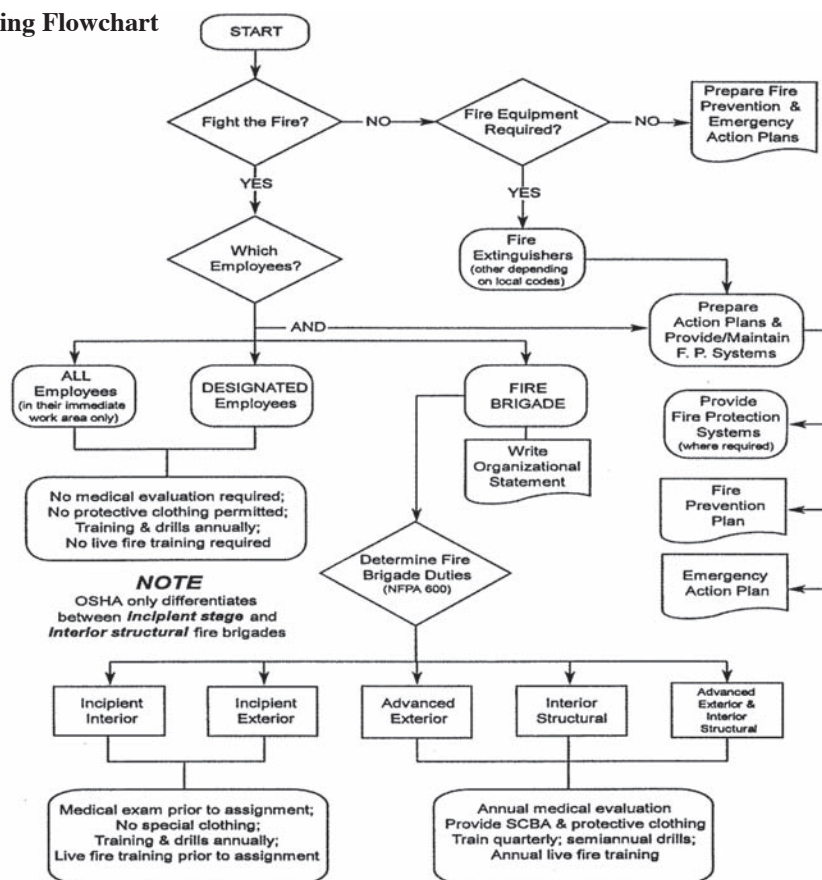 ing Flowchart
START
Fight the Fire?
NO
Fire Equipment
Required?
NO
Prepare Fire
Prevention &
Emergency
Action Plans
YES
YES
Which
Employees?
Fire
Extinguishers
(other depending
on local codes)
AND
Prepare
Action Plans &
Provide/Maintain
F. P. Systems
ALL
Employees
(in their immediate
work area only)
DESIGNATED
Employees
FIRE
BRIGADE
Provide
Fire Protection
Systems
(where required)
Write
Organizational
Statement
No medical evaluation required;
No protective clothing permitted;
Training & drills annually;
No live fire training required
Fire
Prevention
Plan
Determine Fire
Brigade Duties
(NFPA 600)
NOTE
OSHA only differentiates
between Incipient stage and
Interior structural fire brigades
Emergency
Action Plan
Incipient
Interior
Incipient
Exterior
Advanced
Exterior
Interior
Structural
Advanced
Exterior &
Interior
Structural
Medical exam prior to assignment;
No special clothing;
Training & drills annually;
Live fire training prior to assignment
Annual medical evaluation
Provide SCBA & protective clothing
Train quarterly; semiannual drills;
Annual live fire training